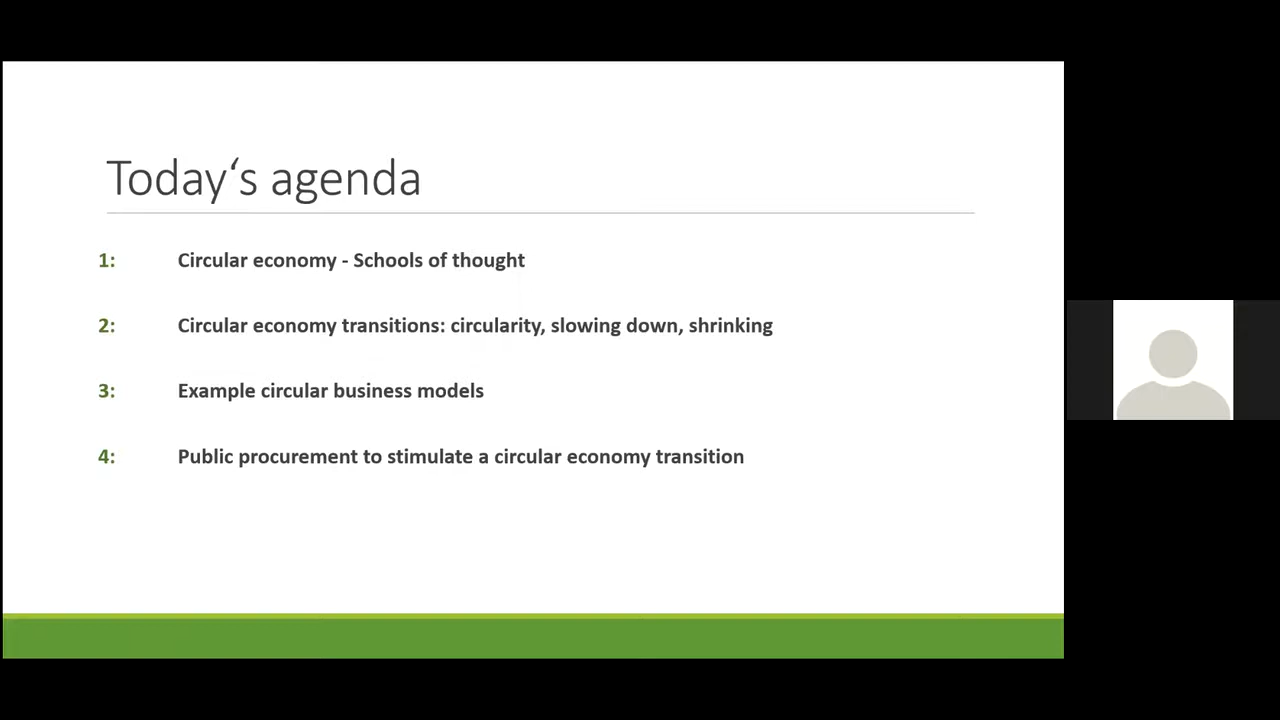 Today‘s agenda
1: Circular economy - Schools of thought
2: Circular economy transitions: circularity, slowing down, shrinking
3: Example circular business models
4: Public procurement to stimulate a circular economy transition